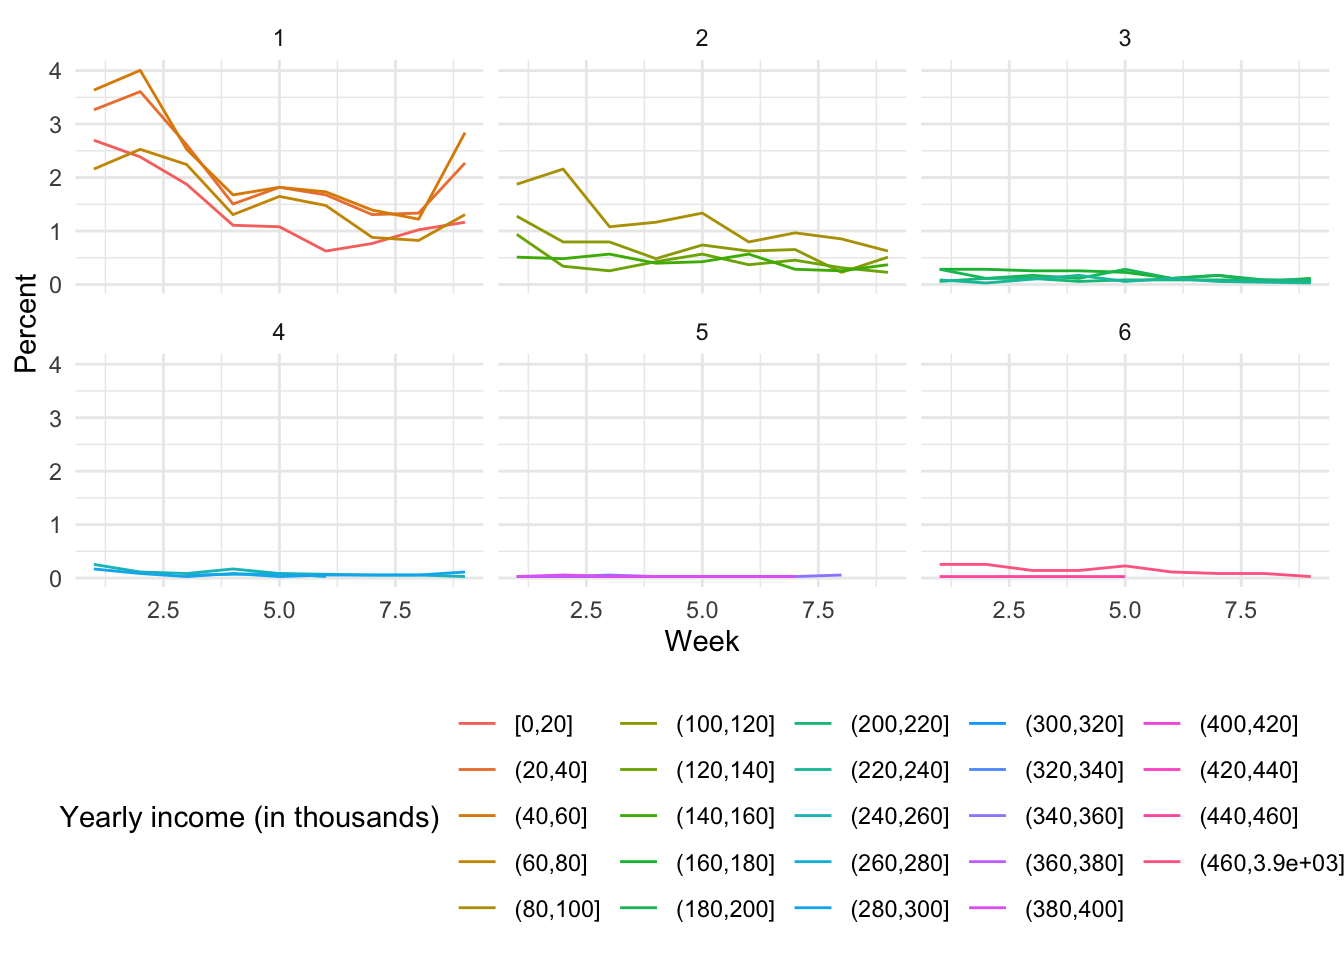 1 2 3
4
3
2
1
0
4 5 6
4
3
2
1
0
Percent
2.5 5.0 7.5 2.5 5.0 7.5 2.5 5.0 7.5
Week
Yearly income (in thousands)
[0,20] (100,120] (200,220] (300,320] (400,420]
(20,40] (120,140] (220,240] (320,340] (420,440]
(40,60] (140,160] (240,260] (340,360] (440,460]
(60,80] (160,180] (260,280] (360,380] (460,3.9e+03]
(80,100] (180,200] (280,300] (380,400]